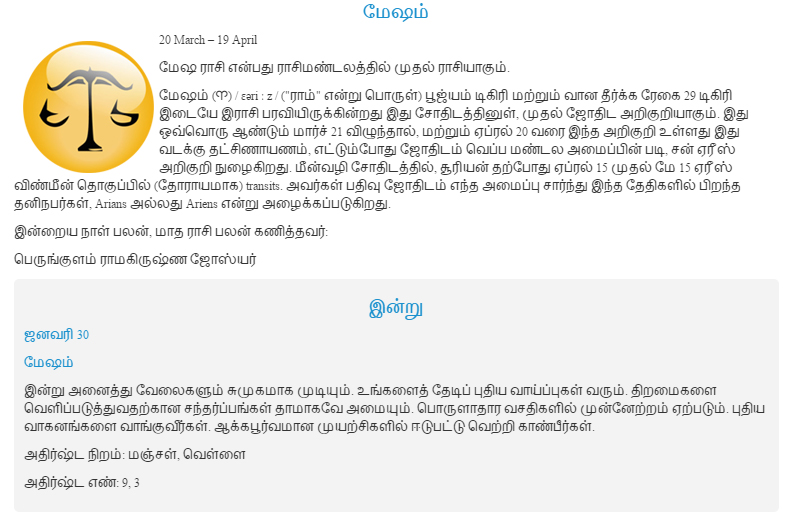 மேஷம்
20 March – 19 April
மேஷ ராசி என்பது ராசிமண்டலத்தில் முதல் ராசியாகும்.
மேஷம் (♈) / ɛəri : z / ("ராம்" என்று பொருள்) பூஜ்யம் டிகிரி மற்றும் வான தீர்க்க ரேகை 29 டிகிரி
இடையே இராசி பரவியிருக்கின்றது இது சோதிடத்தினுள், முதல் ஜோதிட அறிகுறியாகும். இது
ஒவ்வொரு ஆண்டும் மார்ச் 21 விழுந்தால், மற்றும் ஏப்ரல் 20 வரை இந்த அறிகுறி உள்ளது இது
வடக்கு தட்சிணாயணம், எட்டும்போது ஜோதிடம் வெப்ப மண்டல அமைப்பின் படி, சன் ஏரீஸ்
அறிகுறி நுழைகிறது. மீன்வழி சோதிடத்தில், சூரியன் தற்போது ஏப்ரல் 15 முதல் மே 15 ஏரீஸ்
விண்மீன் தொகுப்பில் (தோராயமாக) transits. அவர்கள் பதிவு ஜோதிடம் எந்த அமைப்பு சார்ந்து இந்த தேதிகளில் பிறந்த
தனிநபர்கள், Arians அல்லது Ariens என்று அழைக்கப்படுகிறது.
இன்றைய நாள் பலன், மாத ராசி பலன் கணித்தவர்:
பெருங்குளம் ராமகிருஷ்ண ஜோஸ்யர்
இன்று
ஜனவரி 30
மேஷம்
இன்று அனைத்து வேலைகளும் சுமுகமாக முடியும். உங்களைத் தேடிப் புதிய வாய்ப்புகள் வரும். திறமைகளை
வெளிப்படுத்துவதற்கான சந்தர்ப்பங்கள் தாமாகவே அமையும். பொருளாதார வசதிகளில் முன்னேற்றம் ஏற்படும். புதிய
வாகனங்களை வாங்குவீர்கள். ஆக்கபூர்வமான முயற்சிகளில் ஈடுபட்டு வெற்றி காண்பீர்கள்.
அதிர்ஷ்ட நிறம்: மஞ்சள், வெள்ளை
அதிர்ஷ்ட எண்: 9, 3